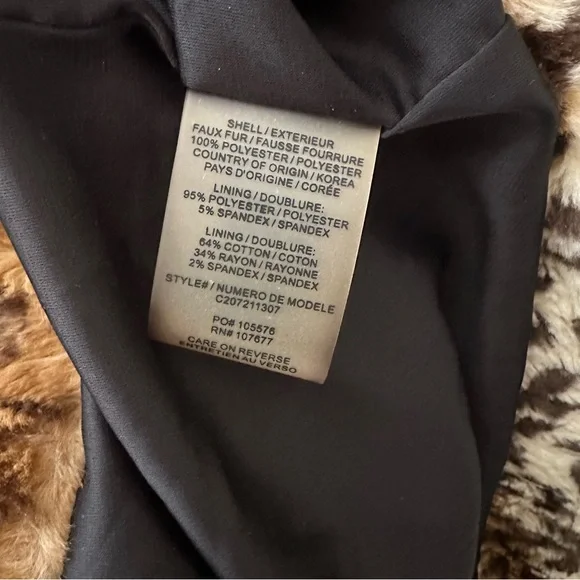 SHELL / EXTERIEUR
FAUX FUR / FAUSSE FOURRURE
100% POLYESTER / POLYESTER
COUNTRY OF ORIGIN / KOREA
PAYS D'ORIGINE / CORÉE
LINING / DOUBLURE:
95% POLYESTER / POLYESTER
5% SPANDEX / SPANDEX
LINING / DOUBLURE:
64% COTTON / COTON
34% RAYON / RAYONNE
2% SPANDEX / SPANDEX
STYLE# / NUMERO DE MODELE
C207211307
PO# 105576
RN# 107677
CARE ON REVERSE
ENTRETIEN AU VERSO